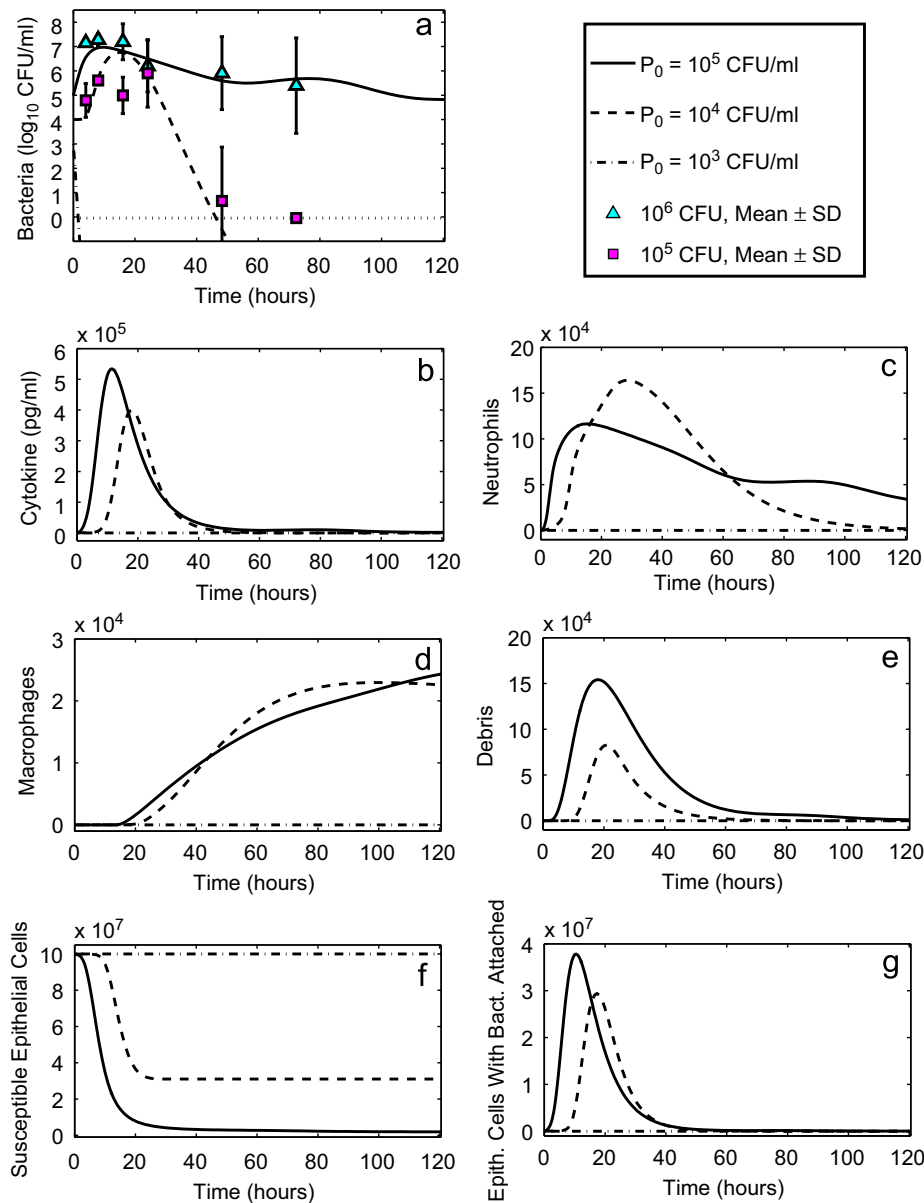 a
Bacteria (log10 CFU/ml)
8
7
6
5
4
3
2
1
0
0 20 40 60 80 100 120
Time (hours)
P0 = 10^5 CFU/ml
P0 = 10^4 CFU/ml
P0 = 10^3 CFU/ml
10^6 CFU, Mean ± SD
10^5 CFU, Mean ± SD
x 10^5
b
Cytokine (pg/ml)
6
5
4
3
2
1
0
0 20 40 60 80 100 120
Time (hours)
x 10^4
c
Neutrophils
20
15
10
5
0
0 20 40 60 80 100 120
Time (hours)
x 10^4
d
Macrophages
3
2
1
0
0 20 40 60 80 100 120
Time (hours)
x 10^4
e
Debris
20
15
10
5
0
0 20 40 60 80 100 120
Time (hours)
x 10^7
f
Susceptible Epithelial Cells
10
8
6
4
2
0
0 20 40 60 80 100 120
Time (hours)
x 10^7
g
Epith. Cells With Bact. Attached
4
3
2
1
0
0 20 40 60 80 100 120
Time (hours)